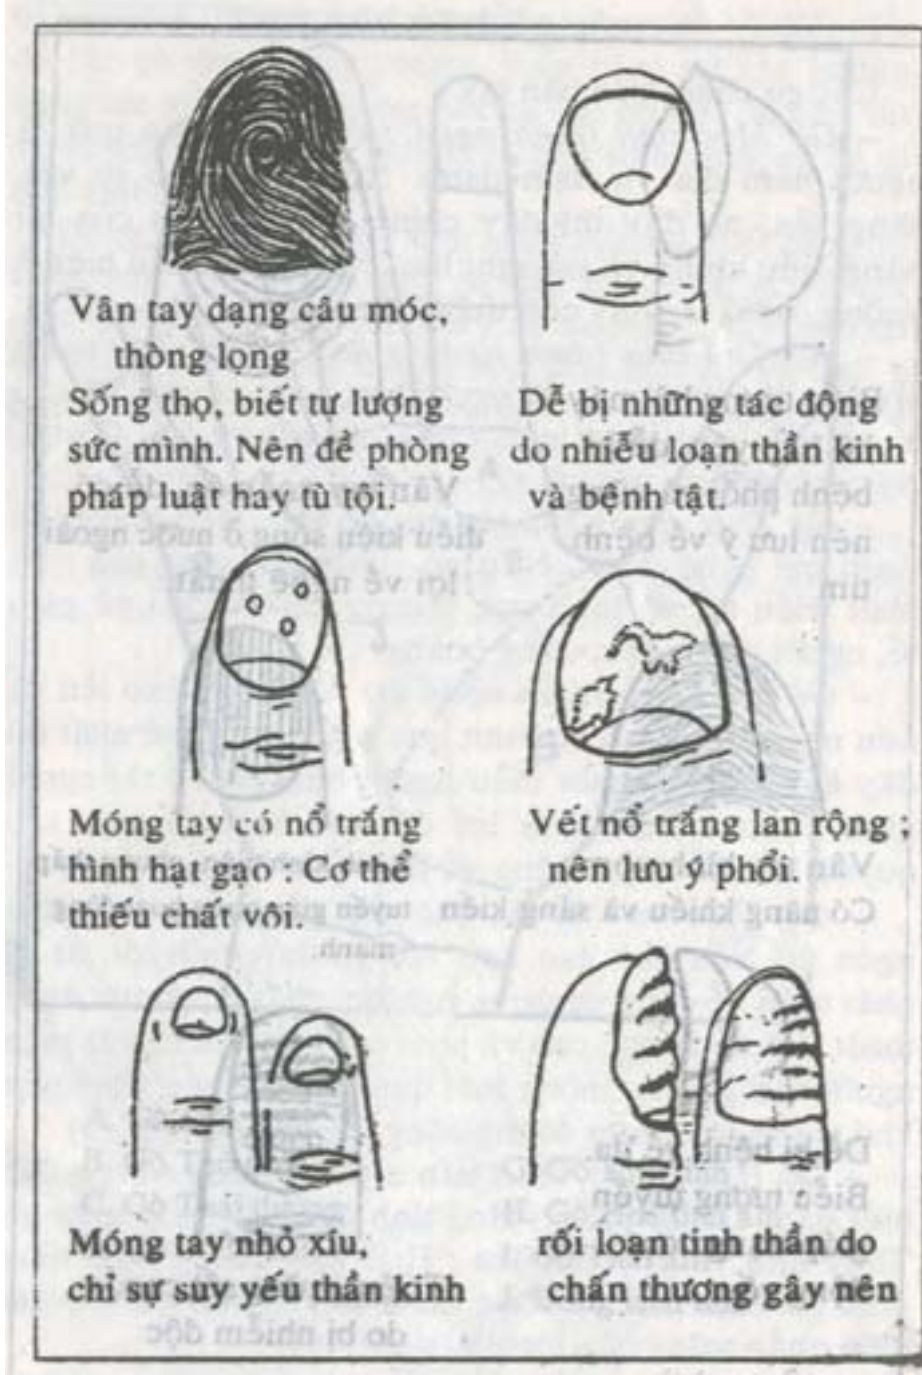 Vân tay dạng câu móc,
thòng lọng
Sống thọ, biết tư lượng
sức mình. Nên đề phòng
pháp luật hay tù tội.
Dễ bị những tác động
do nhiễu loạn thần kinh
và bệnh tật.
Móng tay có nổ trắng
hình hạt gạo : Cơ thể
thiếu chất vôi.
Vết nổ trắng lan rộng ;
nên lưu ý phổi.
Móng tay nhỏ xíu,
chỉ sự suy yếu thần kinh
rối loạn tinh thần do
chấn thương gây nên